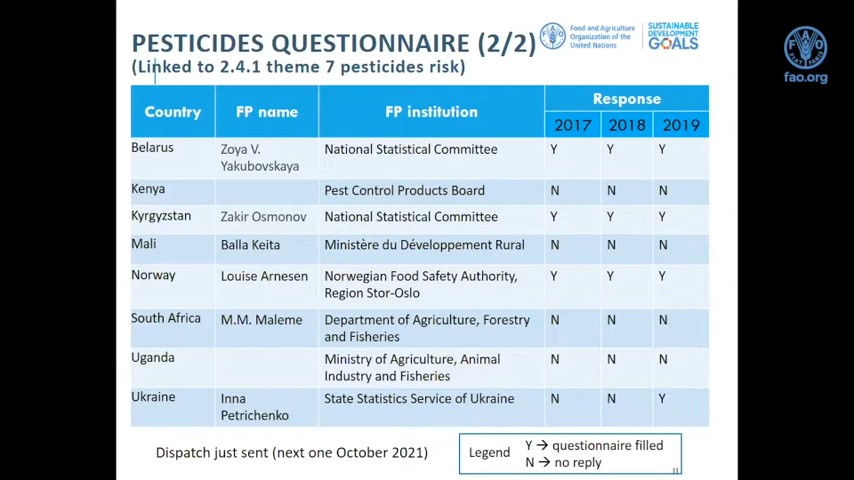 PESTICIDES QUESTIONNAIRE (2/2)
(Linked to 2.4.1 theme 7 pesticides risk)
Food and Agriculture
Organization of the
United Nations
SUSTAINABLE
DEVELOPMENT
GOALS
FAO
FIAT PANIS
fao.org
Country FP name FP institution Response
2017 2018 2019
Belarus Zoya V. National Statistical Committee Y Y Y
Yakubovskaya
Kenya Pest Control Products Board N N N
Kyrgyzstan Zakir Osmonov National Statistical Committee Y Y Y
Mali Balla Keita Ministère du Développement Rural N N N
Norway Louise Arnesen Norwegian Food Safety Authority, Y Y Y
Region Stor-Oslo
South Africa M.M. Maleme Department of Agriculture, Forestry N N N
and Fisheries
Uganda Ministry of Agriculture, Animal N N N
Industry and Fisheries
Ukraine Inna State Statistics Service of Ukraine N N Y
Petrichenko
Dispatch just sent (next one October 2021)
Legend Y → questionnaire filled
N → no reply
11